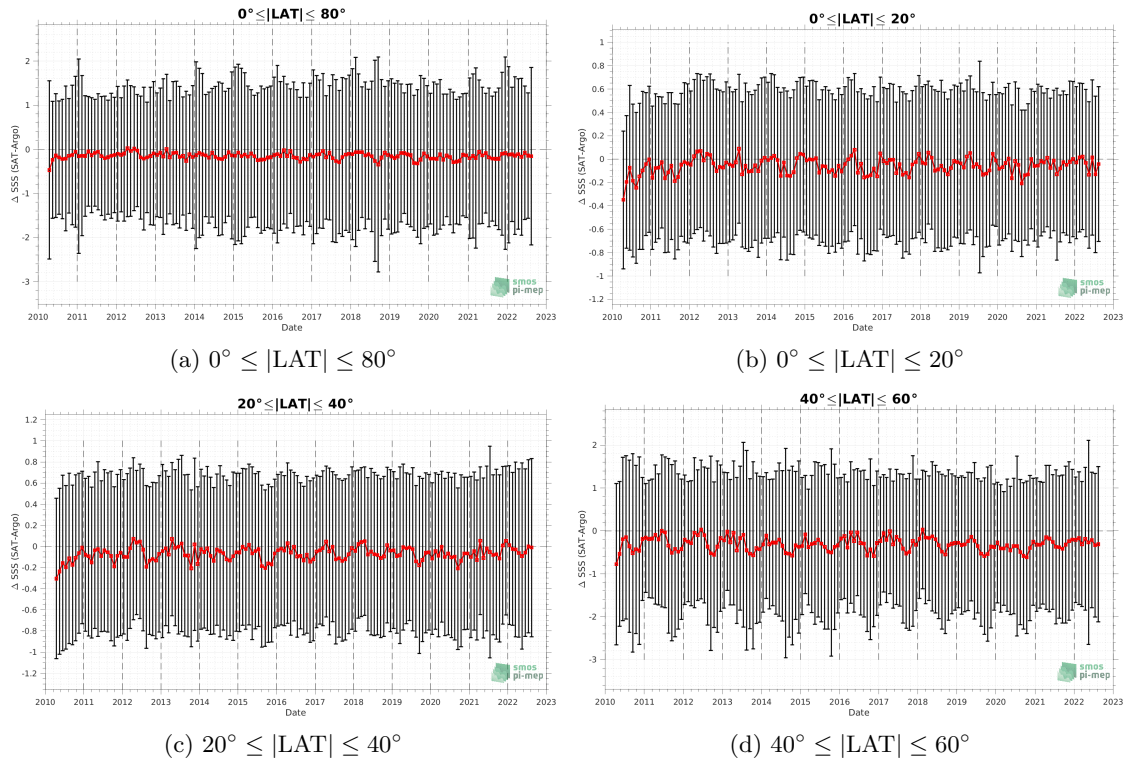 0°≤|LAT|≤ 80°
2
1
0
-1
-2
-3
Δ SSS (SAT-Argo)
2010 2011 2012 2013 2014 2015 2016 2017 2018 2019 2020 2021 2022 2023
Date
smos
pi-mep
(a) 0° ≤ |LAT| ≤ 80°
0°≤|LAT|≤ 20°
1
0.8
0.6
0.4
0.2
0
-0.2
-0.4
-0.6
-0.8
-1
-1.2
Δ SSS (SAT-Argo)
2010 2011 2012 2013 2014 2015 2016 2017 2018 2019 2020 2021 2022 2023
Date
smos
pi-mep
(b) 0° ≤ |LAT| ≤ 20°
20°≤|LAT|≤ 40°
1.2
1
0.8
0.6
0.4
0.2
0
-0.2
-0.4
-0.6
-0.8
-1
-1.2
Δ SSS (SAT-Argo)
2010 2011 2012 2013 2014 2015 2016 2017 2018 2019 2020 2021 2022 2023
Date
smos
pi-mep
(c) 20° ≤ |LAT| ≤ 40°
40°≤|LAT|≤ 60°
2
1
0
-1
-2
-3
Δ SSS (SAT-Argo)
2010 2011 2012 2013 2014 2015 2016 2017 2018 2019 2020 2021 2022 2023
Date
smos
pi-mep
(d) 40° ≤ |LAT| ≤ 60°